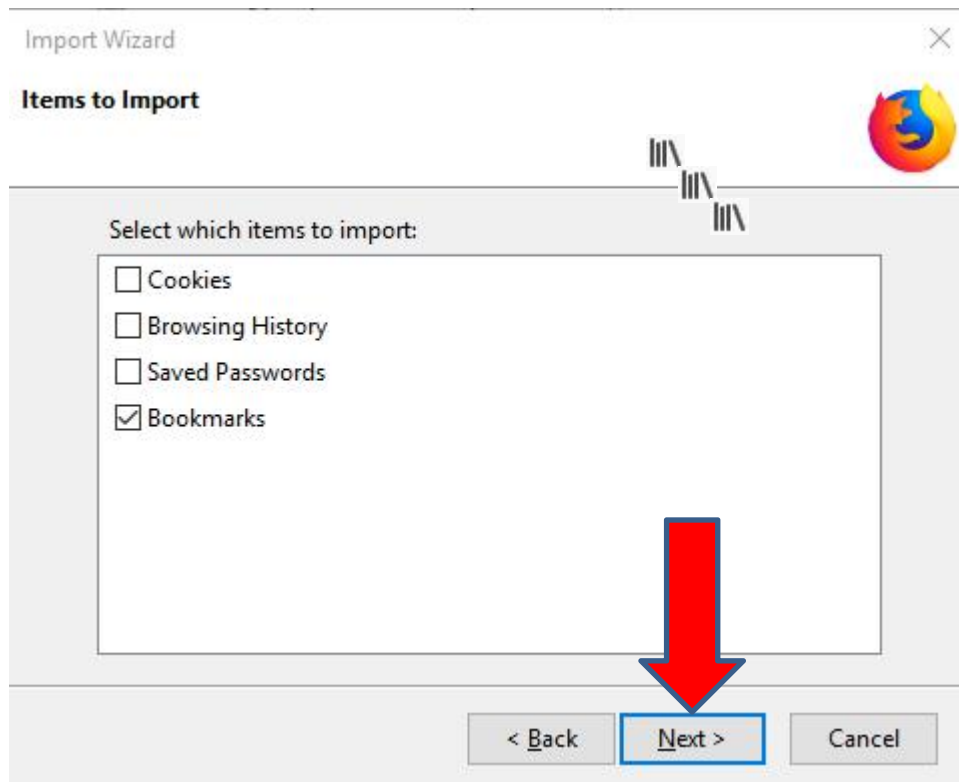 Import Wizard
Items to Import
Select which items to import:
Cookies
Browsing History
Saved Passwords
Bookmarks
< Back
Next >
Cancel